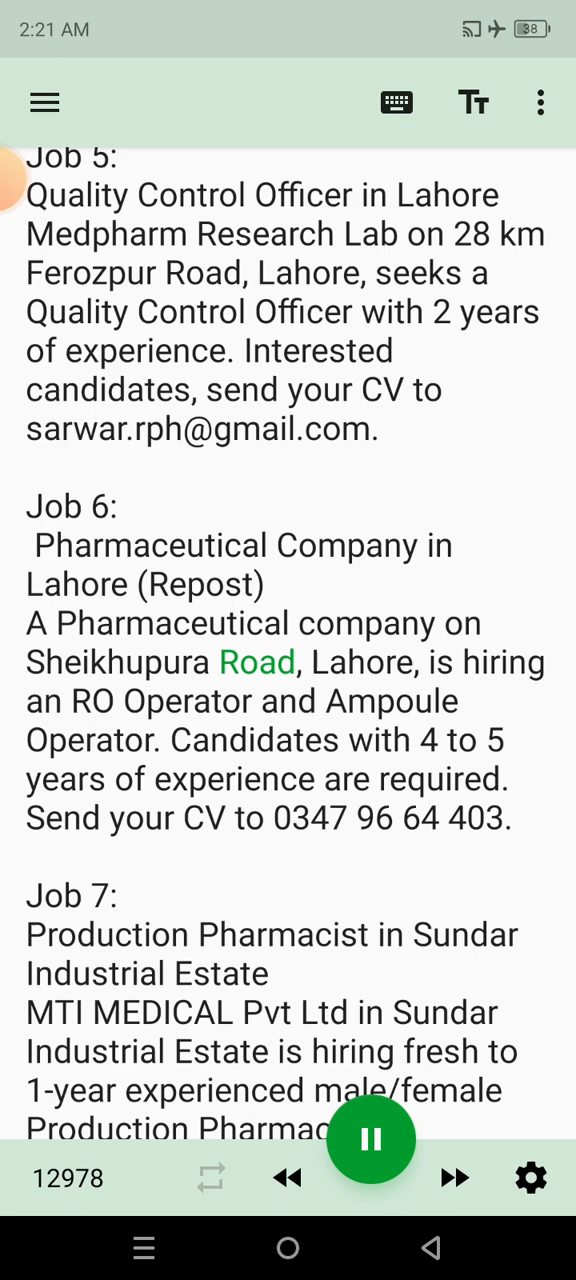 2:21 AM
38
Job 5:
Quality Control Officer in Lahore
Medpharm Research Lab on 28 km
Ferozpur Road, Lahore, seeks a
Quality Control Officer with 2 years
of experience. Interested
candidates, send your CV to
sarwar.rph@gmail.com.
Job 6:
Pharmaceutical Company in
Lahore (Repost)
A Pharmaceutical company on
Sheikhupura Road, Lahore, is hiring
an RO Operator and Ampoule
Operator. Candidates with 4 to 5
years of experience are required.
Send your CV to 0347 96 64 403.
Job 7:
Production Pharmacist in Sundar
Industrial Estate
MTI MEDICAL Pvt Ltd in Sundar
Industrial Estate is hiring fresh to
1-year experienced male/female
Production Pharmac
12978